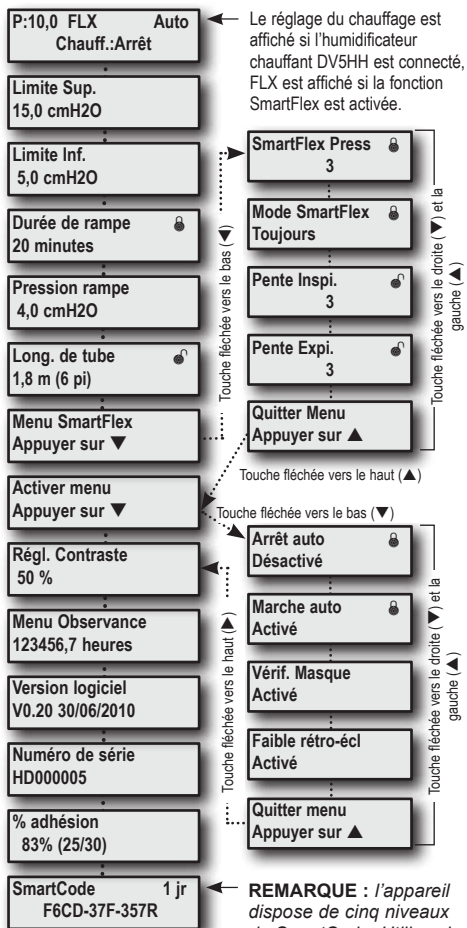 P:10,0 FLX Auto
Chauff.:Arrêt
Le réglage du chauffage est
affiché si l'humidificateur
chauffant DV5HH est connecté,
FLX est affiché si la fonction
SmartFlex est activée.
Limite Sup.
15,0 cmH2O
Limite Inf.
5,0 cmH2O
Durée de rampe
20 minutes
Pression rampe
4,0 cmH2O
Long. de tube
1,8 m (6 pi)
Menu SmartFlex
Appuyer sur ▼
Touche fléchée vers le bas (▼)
SmartFlex Press
3
Mode SmartFlex
Toujours
Pente Inspi.
3
Pente Expi.
3
Quitter Menu
Appuyer sur ▲
Touche fléchée vers le droite (▼) et la
gauche (▲)
Touche fléchée vers le haut (▲)
Activer menu
Appuyer sur ▼
Touche fléchée vers le bas (▼)
Arrêt auto
Désactivé
Marche auto
Activé
Vérif. Masque
Activé
Faible rétro-écl
Activé
Quitter menu
Appuyer sur ▲
Touche fléchée vers le droite (▼) et la
gauche (▲)
Touche fléchée vers le haut (▲)
Régl. Contraste
50 %
Menu Observance
123456,7 heures
Version logiciel
V0.20 30/06/2010
Numéro de série
HD000005
% adhésion
83% (25/30)
SmartCode 1 jr
F6CD-37F-357R
REMARQUE : l'appareil
dispose de cinq niveaux